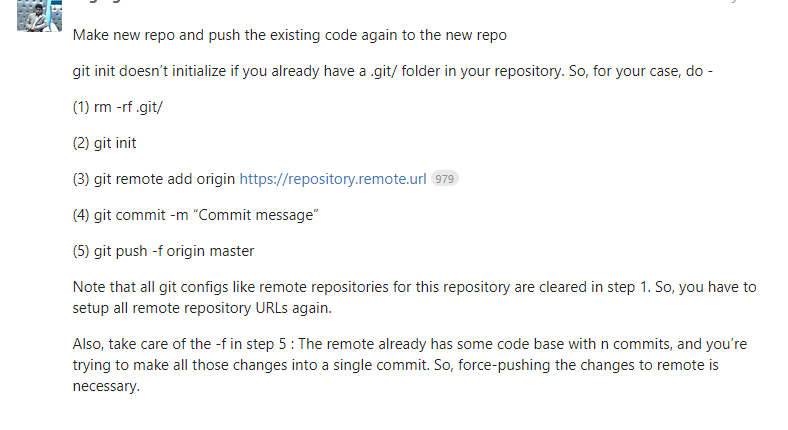 Make new repo and push the existing code again to the new repo
git init doesn't initialize if you already have a .git/ folder in your repository. So, for your case, do -
(1) rm -rf .git/
(2) git init
(3) git remote add origin https://repository.remote.url 979
(4) git commit -m “Commit message”
(5) git push -f origin master
Note that all git configs like remote repositories for this repository are cleared in step 1. So, you have to
setup all remote repository URLs again.
Also, take care of the -f in step 5 : The remote already has some code base with n commits, and you’re
trying to make all those changes into a single commit. So, force-pushing the changes to remote is
necessary.